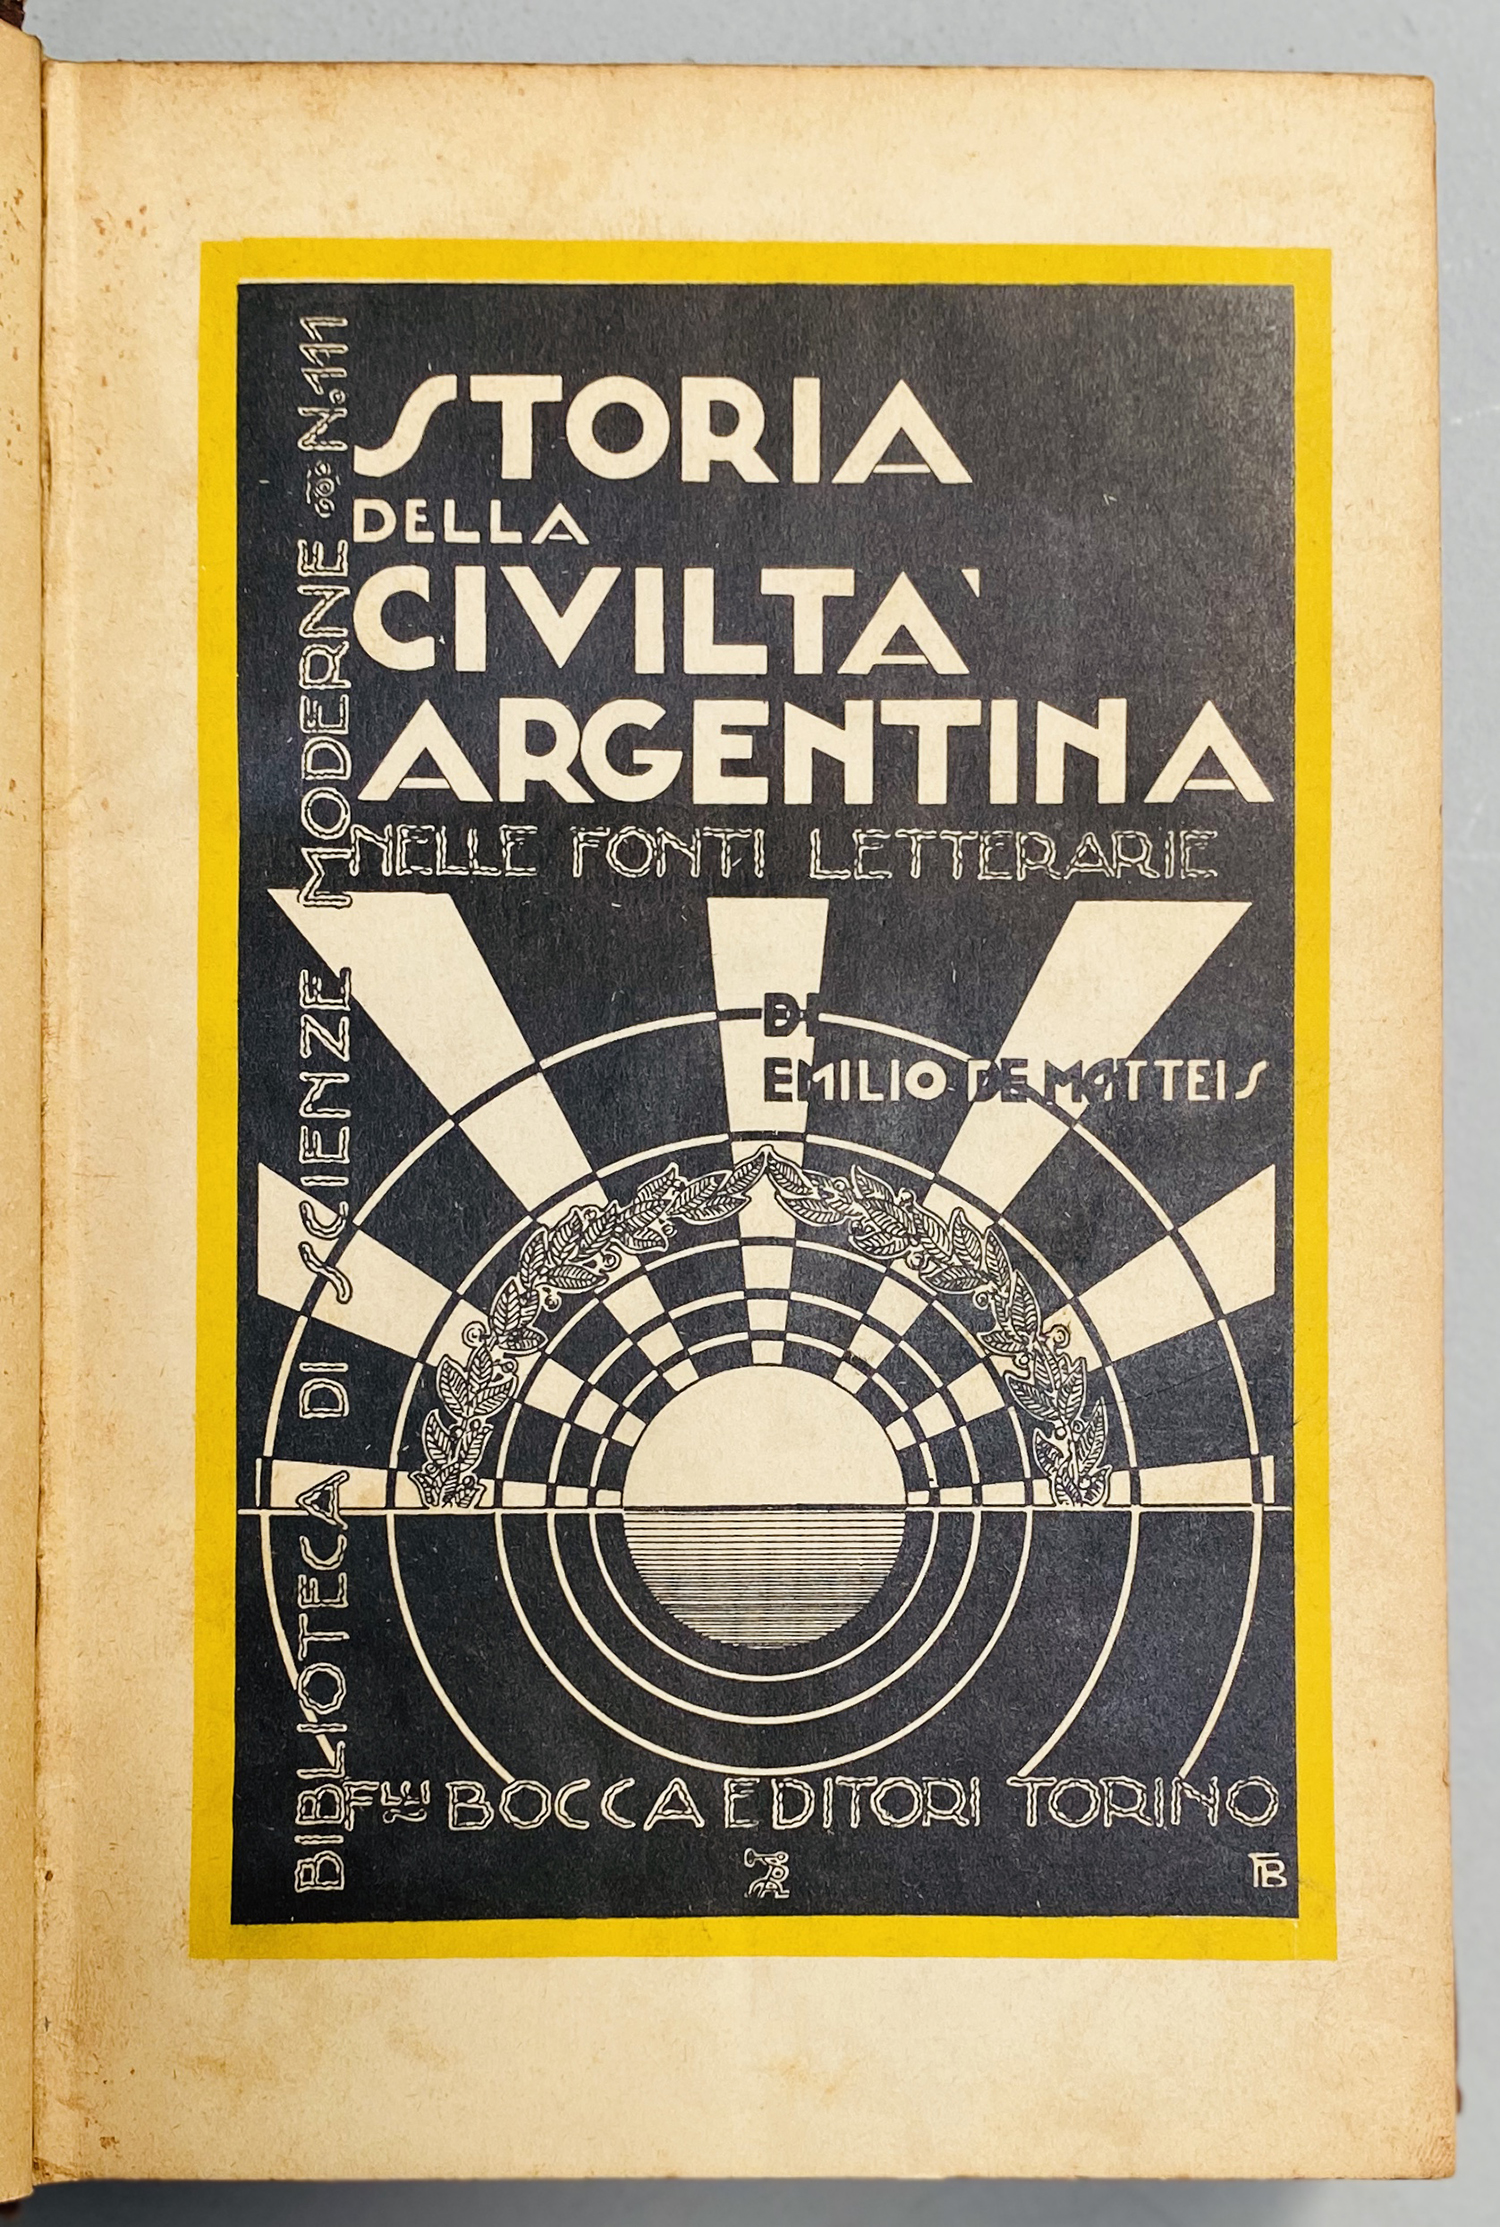 STORIA
DELLA
CIVILTA'
ARGENTINA
NELLE FONTI LETTERARIE
DI
EMILIO DE MATTEIS
BIBLIOTECA DI SCIENZE MODERNE N.111
FLLI BOCCA EDITORI TORINO
FB